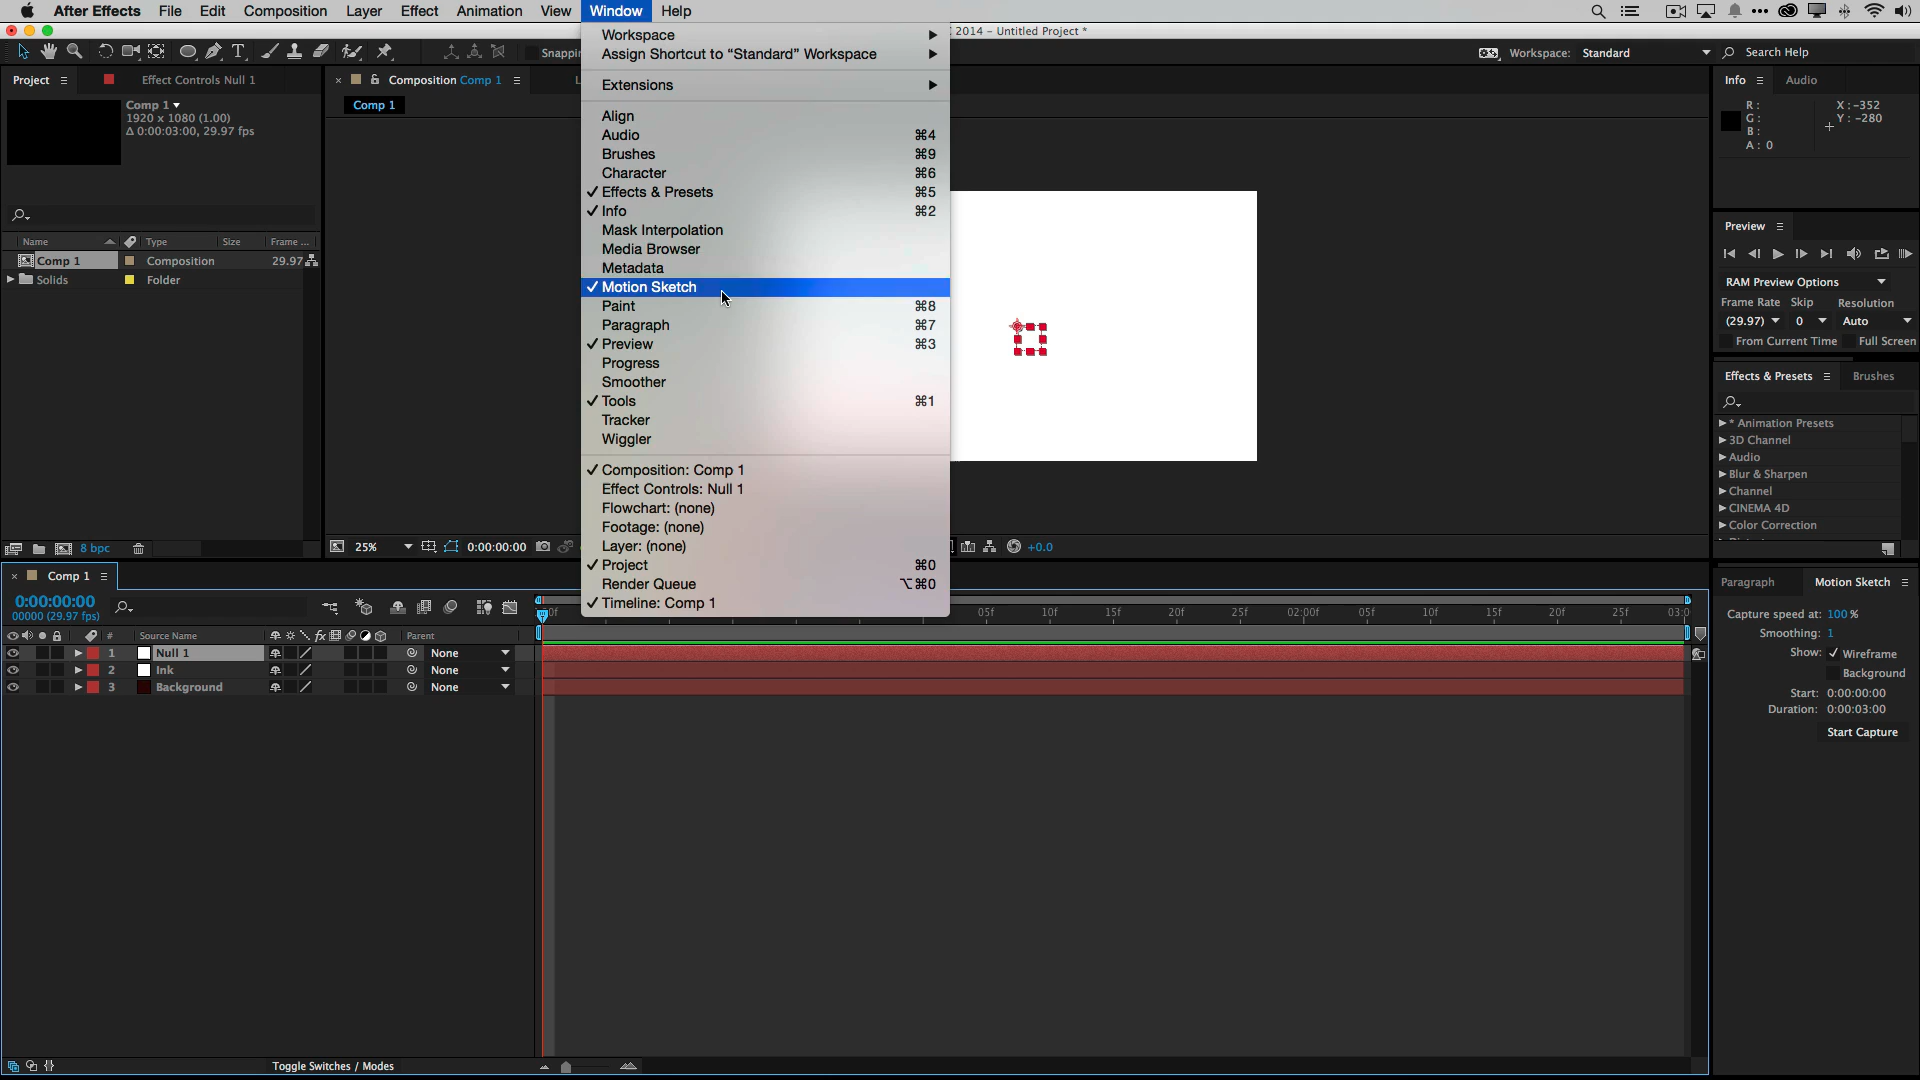 After Effects File Edit Composition Layer Effect Animation View Window Help
2014 – Untitled Project *
Workspace: Standard Search Help
Project
Effect Controls Null 1
Composition Comp 1
Comp 1
Comp 1
1920 x 1080 (1.00)
Δ 0:00:03:00, 29.97 fps
Name Type Size Frame ...
Comp 1 Composition 29.97
Solids Folder
8 bpc
25% 0:00:00:00 +0.0
Workspace
Assign Shortcut to “Standard” Workspace
Extensions
Align
Audio ⌘4
Brushes ⌘9
Character ⌘6
✓ Effects & Presets ⌘5
✓ Info ⌘2
Mask Interpolation
Media Browser
Metadata
✓ Motion Sketch
Paint ⌘8
Paragraph ⌘7
✓ Preview ⌘3
Progress
Smoother
✓ Tools ⌘1
Tracker
Wiggler
✓ Composition: Comp 1
Effect Controls: Null 1
Flowchart: (none)
Footage: (none)
Layer: (none)
✓ Project ⌘0
Render Queue ⌥⌘0
✓ Timeline: Comp 1
Info Audio
R: X: -352
G: Y: -280
B:
A: 0
Preview
RAM Preview Options
Frame Rate Skip Resolution
(29.97) 0 Auto
From Current Time Full Screen
Effects & Presets Brushes
* Animation Presets
3D Channel
Audio
Blur & Sharpen
Channel
CINEMA 4D
Color Correction
Paragraph Motion Sketch
Capture speed at: 100 %
Smoothing: 1
Show: ✓ Wireframe
Background
Start: 0:00:00:00
Duration: 0:00:03:00
Start Capture
Comp 1
0:00:00:00
00000 (29.97 fps)
05f 10f 15f 20f 25f 02:00f 05f 10f 15f 20f 25f 03:0
# Source Name fx Parent
1 Null 1 None
2 Ink None
3 Background None
Toggle Switches / Modes